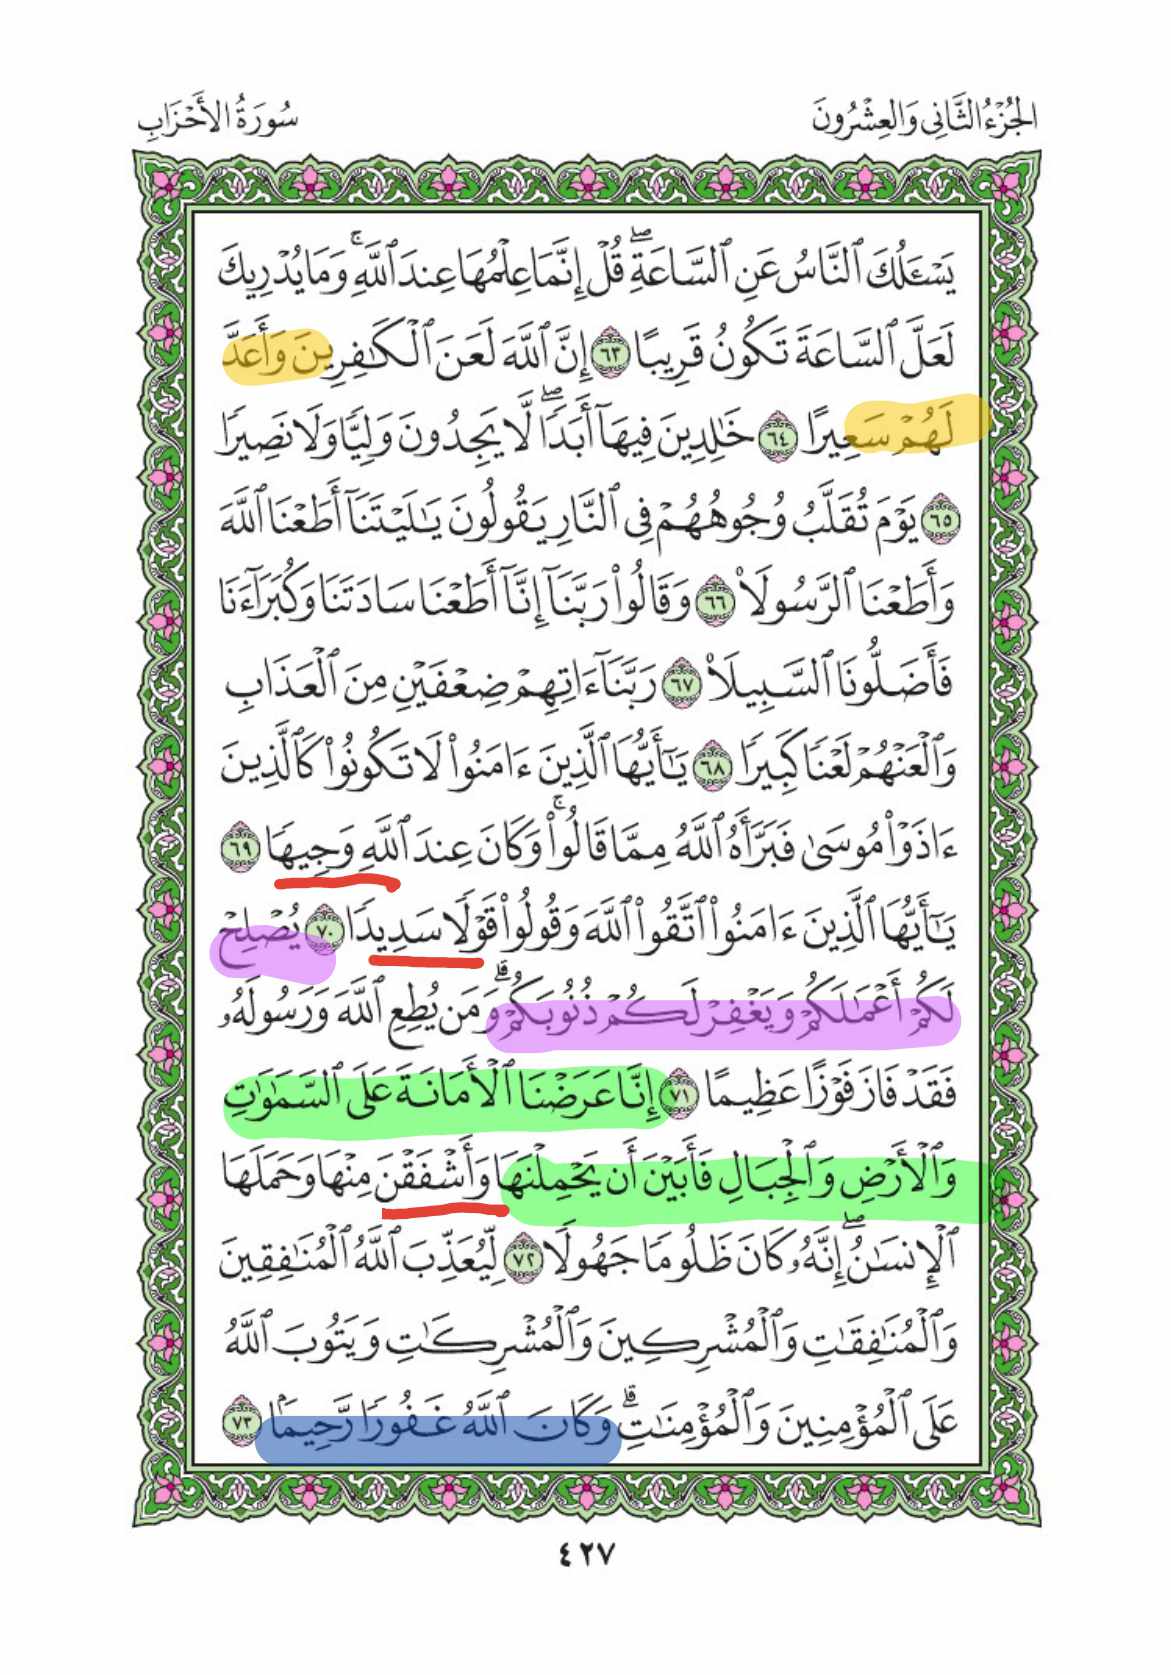 الجُزْءُ الثَّانِي وَالعِشْرُونَ
سُورَةُ الأَحْزَابِ
يَسْـَٔلُكَ ٱلنَّاسُ عَنِ ٱلسَّاعَةِۖ قُلْ إِنَّمَا عِلْمُهَا عِندَ ٱللَّهِۚ وَمَا يُدْرِيكَ
لَعَلَّ ٱلسَّاعَةَ تَكُونُ قَرِيبًا ٦٣ إِنَّ ٱللَّهَ لَعَنَ ٱلْكَٰفِرِينَ وَأَعَدَّ
لَهُمْ سَعِيرًا ٦٤ خَٰلِدِينَ فِيهَآ أَبَدًاۖ لَّا يَجِدُونَ وَلِيًّا وَلَا نَصِيرًا
٦٥ يَوْمَ تُقَلَّبُ وُجُوهُهُمْ فِى ٱلنَّارِ يَقُولُونَ يَٰلَيْتَنَآ أَطَعْنَا ٱللَّهَ
وَأَطَعْنَا ٱلرَّسُولَا۠ ٦٦ وَقَالُوا۟ رَبَّنَآ إِنَّآ أَطَعْنَا سَادَتَنَا وَكُبَرَآءَنَا
فَأَضَلُّونَا ٱلسَّبِيلَا۠ ٦٧ رَبَّنَآ ءَاتِهِمْ ضِعْفَيْنِ مِنَ ٱلْعَذَابِ
وَٱلْعَنْهُمْ لَعْنًا كَبِيرًا ٦٨ يَٰٓأَيُّهَا ٱلَّذِينَ ءَامَنُوا۟ لَا تَكُونُوا۟ كَٱلَّذِينَ
ءَاذَوْا۟ مُوسَىٰ فَبَرَّأَهُ ٱللَّهُ مِمَّا قَالُوا۟ۚ وَكَانَ عِندَ ٱللَّهِ وَجِيهًا ٦٩
يَٰٓأَيُّهَا ٱلَّذِينَ ءَامَنُوا۟ ٱتَّقُوا۟ ٱللَّهَ وَقُولُوا۟ قَوْلًا سَدِيدًا ٧٠ يُصْلِحْ
لَكُمْ أَعْمَٰلَكُمْ وَيَغْفِرْ لَكُمْ ذُنُوبَكُمْۗ وَمَن يُطِعِ ٱللَّهَ وَرَسُولَهُۥ
فَقَدْ فَازَ فَوْزًا عَظِيمًا ٧١ إِنَّا عَرَضْنَا ٱلْأَمَانَةَ عَلَى ٱلسَّمَٰوَٰتِ
وَٱلْأَرْضِ وَٱلْجِبَالِ فَأَبَيْنَ أَن يَحْمِلْنَهَا وَأَشْفَقْنَ مِنْهَا وَحَمَلَهَا
ٱلْإِنسَٰنُۖ إِنَّهُۥ كَانَ ظَلُومًا جَهُولًا ٧٢ لِّيُعَذِّبَ ٱللَّهُ ٱلْمُنَٰفِقِينَ
وَٱلْمُنَٰفِقَٰتِ وَٱلْمُشْرِكِينَ وَٱلْمُشْرِكَٰتِ وَيَتُوبَ ٱللَّهُ
عَلَى ٱلْمُؤْمِنِينَ وَٱلْمُؤْمِنَٰتِۗ وَكَانَ ٱللَّهُ غَفُورًا رَّحِيمًۢا ٧٣
٤٢٧